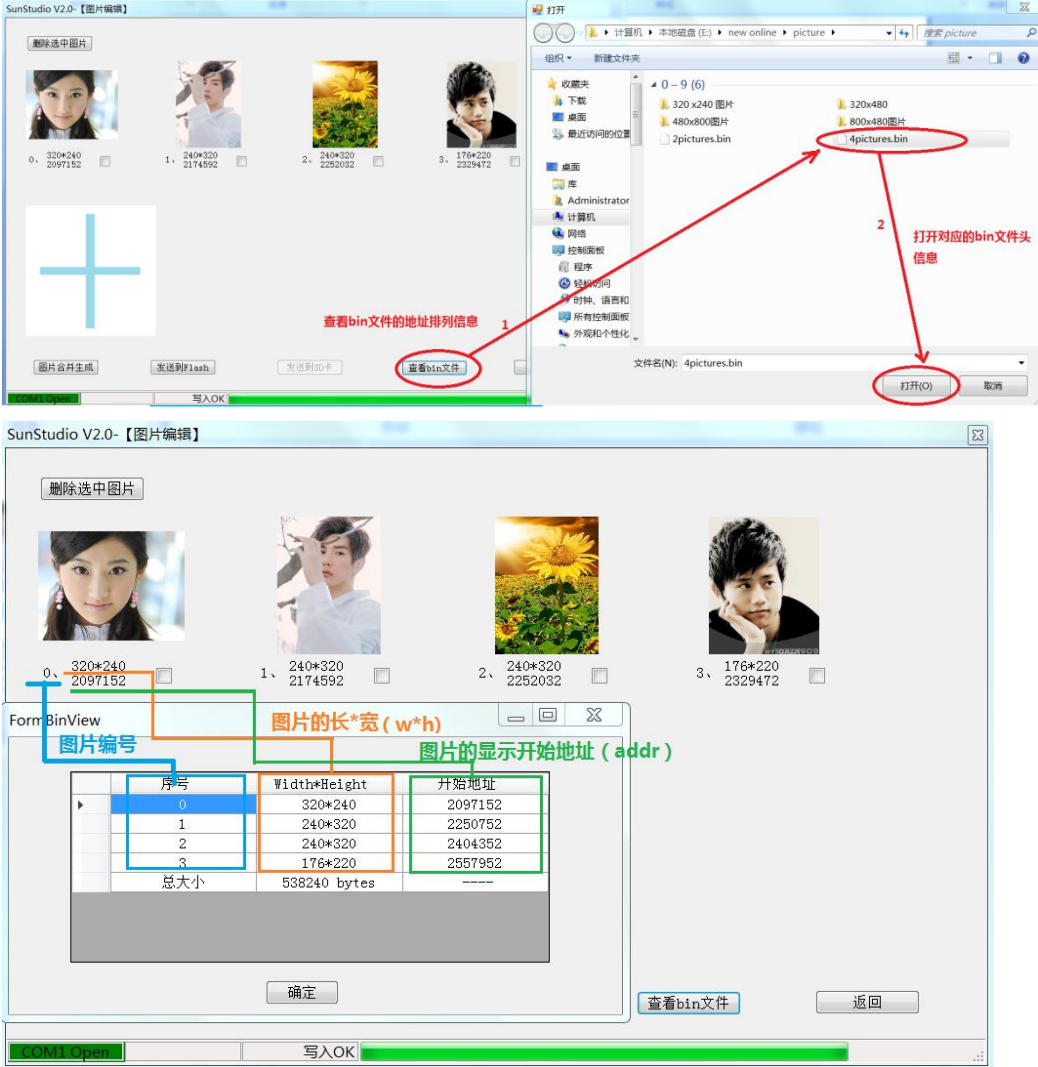 SunStudio V2.0-【图片编辑】
删除选中图片
0、 320*240
2097152
1、 240*320
2174592
2、 240*320
2252032
3、 176*220
2329472
查看bin文件的地址排列信息 1
图片合并生成 发送到Flash 发送到SD卡 查看bin文件
COM1 Open 写入OK
打开
计算机 本地磁盘 (E:) new online picture 搜索 picture
组织 新建文件夹
收藏夹
下载
桌面
最近访问的位置
桌面
库
Administrator
计算机
网络
控制面板
程序
轻松访问
时钟、语言和
所有控制面板
外观和个性化
0 – 9 (6)
320 x240 图片 320x480
480x800图片 800x480图片
2pictures.bin 4pictures.bin
2
打开对应的bin文件头
信息
文件名(N): 4pictures.bin
打开(O) 取消
SunStudio V2.0-【图片编辑】
删除选中图片
0、 320*240
2097152
1、 240*320
2174592
2、 240*320
2252032
3、 176*220
2329472
FormBinView
图片编号
图片的长*宽（w*h)
图片的显示开始地址（addr）
序号 Width*Height 开始地址
0 320*240 2097152
1 240*320 2250752
2 240*320 2404352
3 176*220 2557952
总大小 538240 bytes ----
确定
查看bin文件 返回
COM1 Open 写入OK